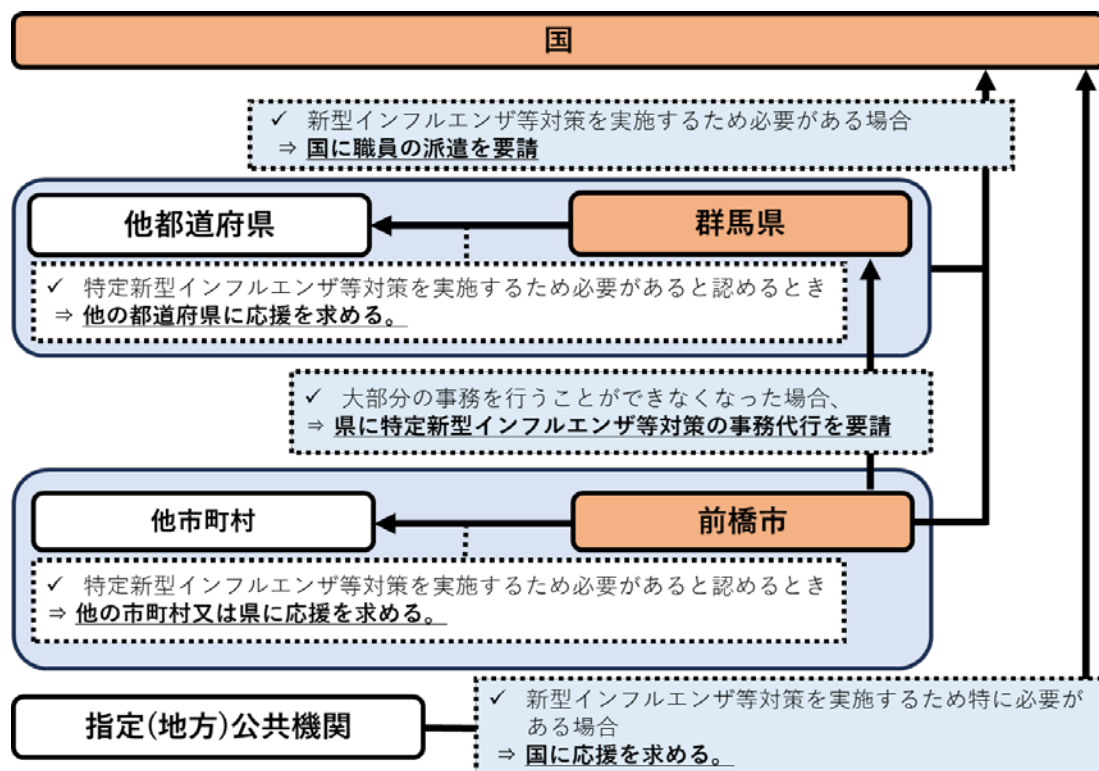 国
✓ 新型インフルエンザ等対策を実施するため必要がある場合
⇒ 国に職員の派遣を要請
他都道府県
群馬県
✓ 特定新型インフルエンザ等対策を実施するため必要があると認めるとき
⇒ 他の都道府県に応援を求める。
✓ 大部分の事務を行うことができなくなった場合、
⇒ 県に特定新型インフルエンザ等対策の事務代行を要請
他市町村
前橋市
✓ 特定新型インフルエンザ等対策を実施するため必要があると認めるとき
⇒ 他の市町村又は県に応援を求める。
指定(地方)公共機関
✓ 新型インフルエンザ等対策を実施するため特に必要が
ある場合
⇒ 国に応援を求める。